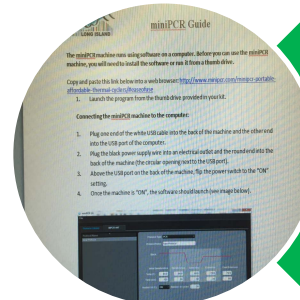 LONG ISLAND
miniPCR Guide
The miniPCR machine runs using software on a computer. Before you can use the miniPCR
machine, you will need to install the software or run it from a thumb drive.
Copy and paste this link below into a web browser: http://www.minipcr.com/minipcr-portable-
affordable-thermal-cyclers/#easeofuse
1. Launch the program from the thumb drive provided in your kit.
Connecting the miniPCR machine to the computer:
1. Plug one end of the white USB cable into the back of the machine and the other end
into the USB port of the computer.
2. Plug the black power supply wire into an electrical outlet and the round end into the
back of the machine (the circular opening next to the USB port).
3. Above the USB port on the back of the machine, flip the power switch to the "ON"
setting.
4. Once the machine is "ON", the software should launch (see image below).